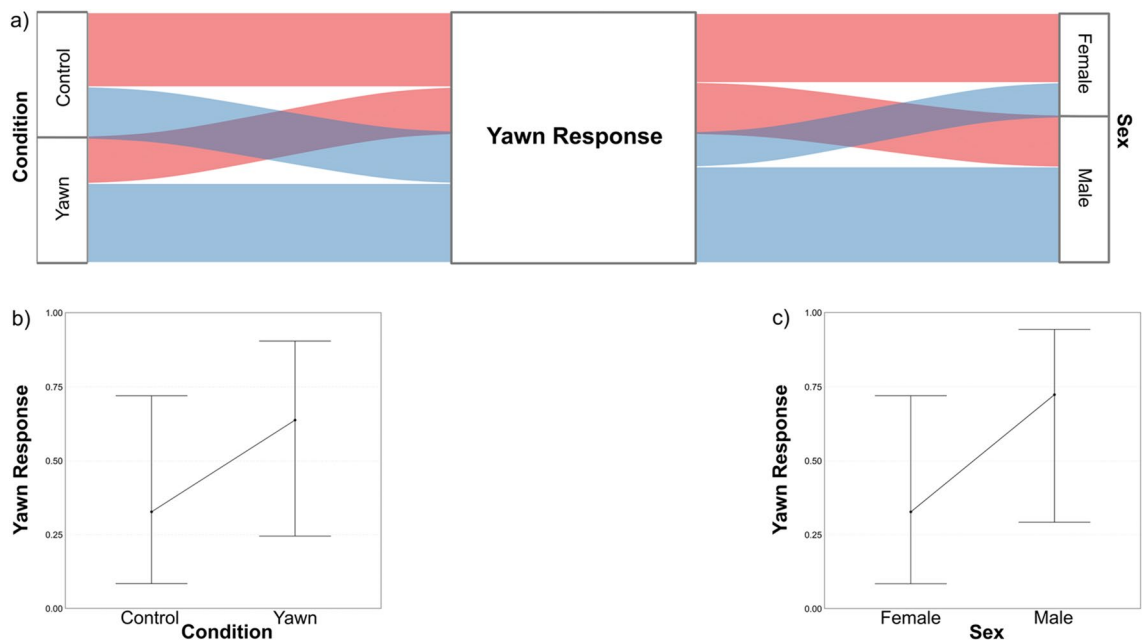 a)
Condition
Control
Yawn
Yawn Response
Female
Male
Sex
b)
Yawn Response
1.00
0.75
0.50
0.25
0.00
Control
Yawn
Condition
c)
Yawn Response
1.00
0.75
0.50
0.25
0.00
Female
Male
Sex